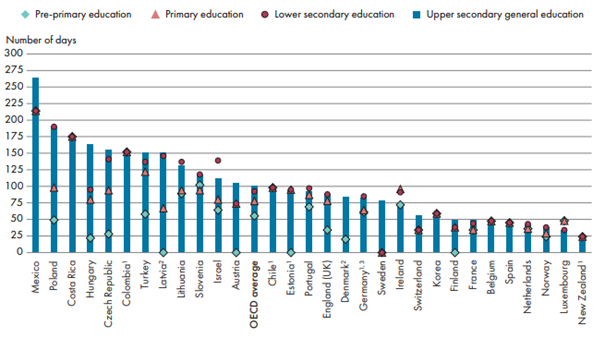 Pre-primary education Primary education Lower secondary education Upper secondary general education
Number of days
300
275
250
225
200
175
150
125
100
75
50
25
0
Mexico
Poland
Costa Rica
Hungary
Czech Republic
Colombia¹
Turkey
Latvia²
Lithuania
Slovenia
Israel
Austria
OECD average
Chile¹
Estonia¹
Portugal
England (UK)
Denmark²
Germany¹,³
Sweden
Ireland
Switzerland
Korea
Finland
France
Belgium
Spain
Netherlands
Norway
Luxembourg
New Zealand¹